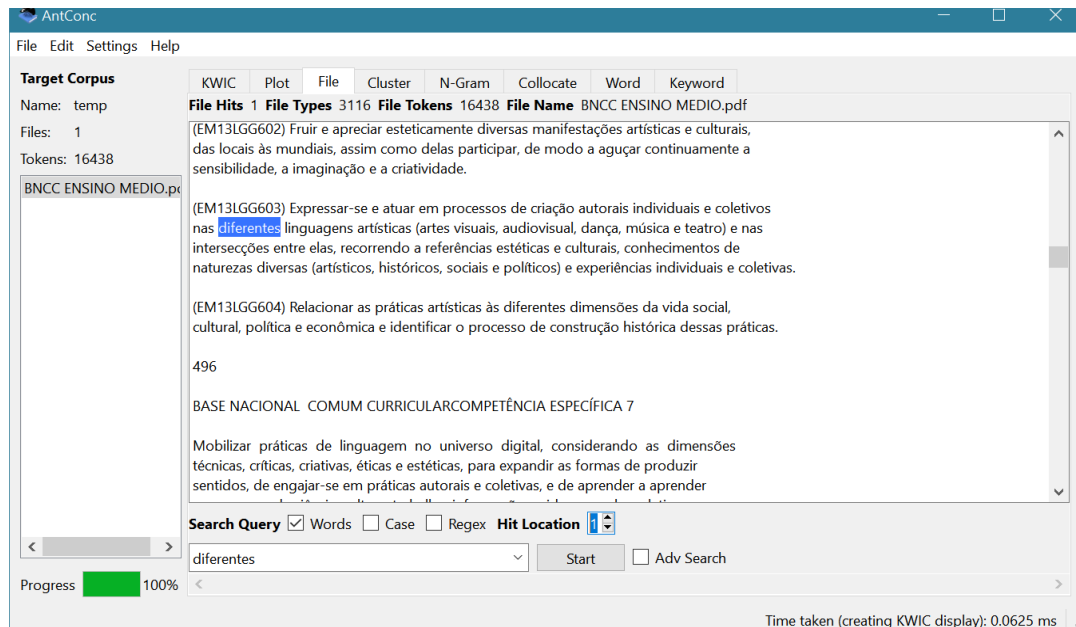 AntConc
File Edit Settings Help
Target Corpus
Name: temp
Files: 1
Tokens: 16438
BNCC ENSINO MEDIO.p
Progress 100%
KWIC Plot File Cluster N-Gram Collocate Word Keyword
File Hits 1 File Types 3116 File Tokens 16438 File Name BNCC ENSINO MEDIO.pdf
(EM13LGG602) Fruir e apreciar esteticamente diversas manifestações artísticas e culturais,
das locais às mundiais, assim como delas participar, de modo a aguçar continuamente a
sensibilidade, a imaginação e a criatividade.
(EM13LGG603) Expressar-se e atuar em processos de criação autorais individuais e coletivos
nas diferentes linguagens artísticas (artes visuais, audiovisual, dança, música e teatro) e nas
intersecções entre elas, recorrendo a referências estéticas e culturais, conhecimentos de
naturezas diversas (artísticos, históricos, sociais e políticos) e experiências individuais e coletivas.
(EM13LGG604) Relacionar as práticas artísticas às diferentes dimensões da vida social,
cultural, política e econômica e identificar o processo de construção histórica dessas práticas.
496
BASE NACIONAL COMUM CURRICULARCOMPETÊNCIA ESPECÍFICA 7
Mobilizar práticas de linguagem no universo digital, considerando as dimensões
técnicas, críticas, criativas, éticas e estéticas, para expandir as formas de produzir
sentidos, de engajar-se em práticas autorais e coletivas, e de aprender a aprender
Search Query Words Case Regex Hit Location 1
diferentes Start Adv Search
Time taken (creating KWIC display): 0.0625 ms